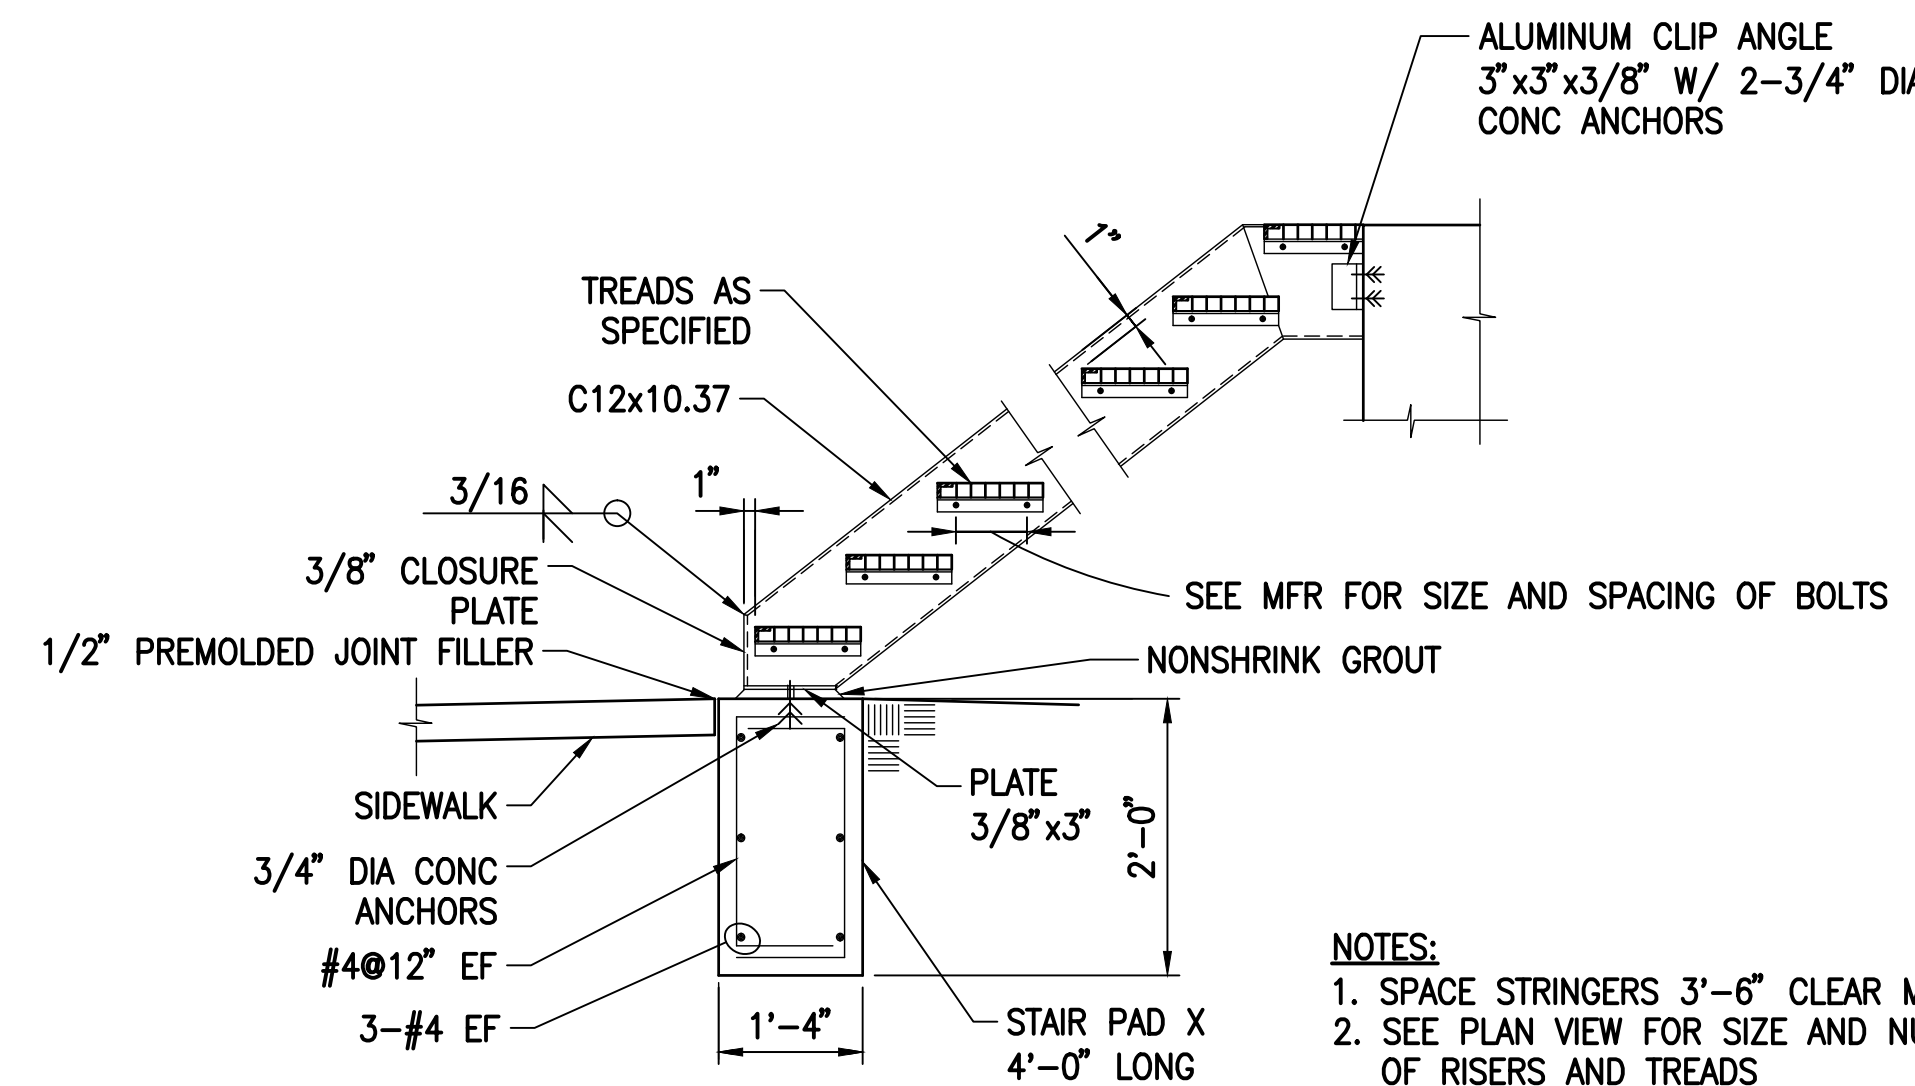 ALUMINUM CLIP ANGLE
3"x3"x3/8" W/ 2-3/4"
CONC ANCHORS
1"
TREADS AS
SPECIFIED
C12x10.37
3/16
1"
3/8" CLOSURE
PLATE
1/2" PREMOLDED JOINT FILLER
SEE MFR FOR SIZE AND SPACING OF BOLTS
NONSHRINK GROUT
SIDEWALK
PLATE
3/8"x3"
2'-0"
3/4" DIA CONC
ANCHORS
#4@12" EF
3-#4 EF
1'-4"
STAIR PAD X
4'-0" LONG
NOTES:
1. SPACE STRINGERS 3'-6" CLEAR
2. SEE PLAN VIEW FOR SIZE AND
OF RISERS AND TREADS